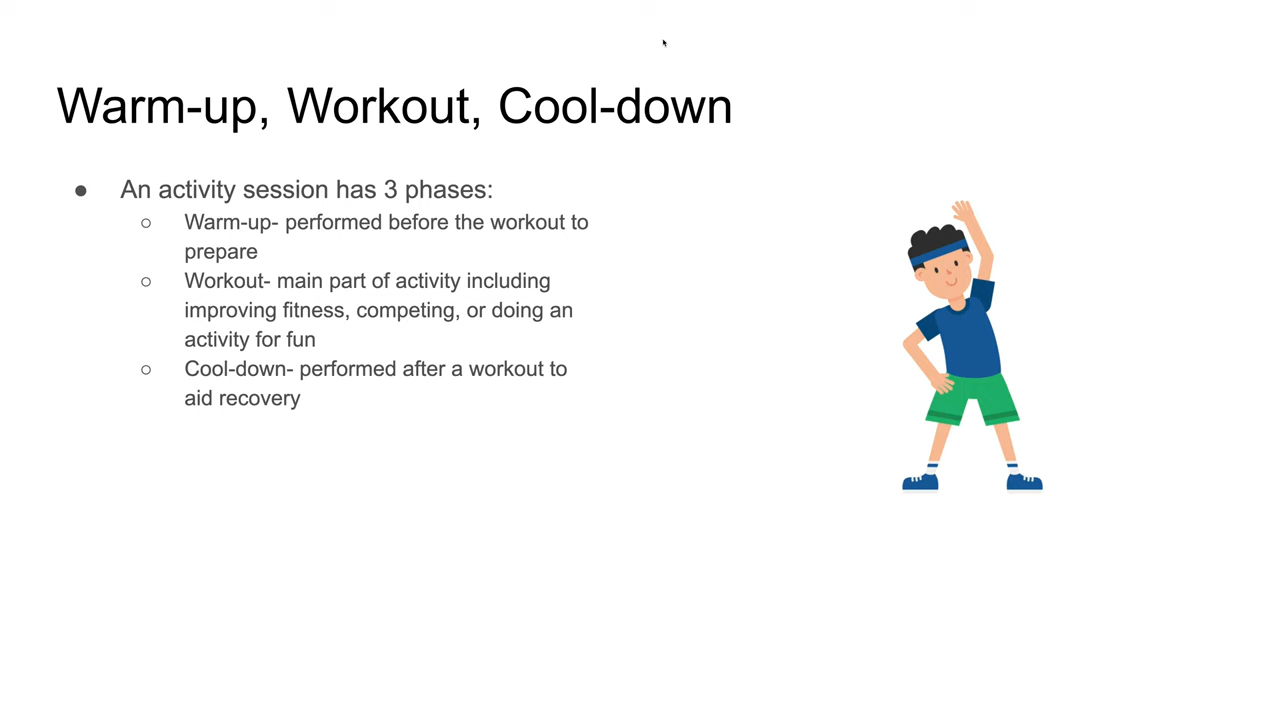 Warm-up, Workout, Cool-down
● An activity session has 3 phases:
○ Warm-up- performed before the workout to
prepare
○ Workout- main part of activity including
improving fitness, competing, or doing an
activity for fun
○ Cool-down- performed after a workout to
aid recovery